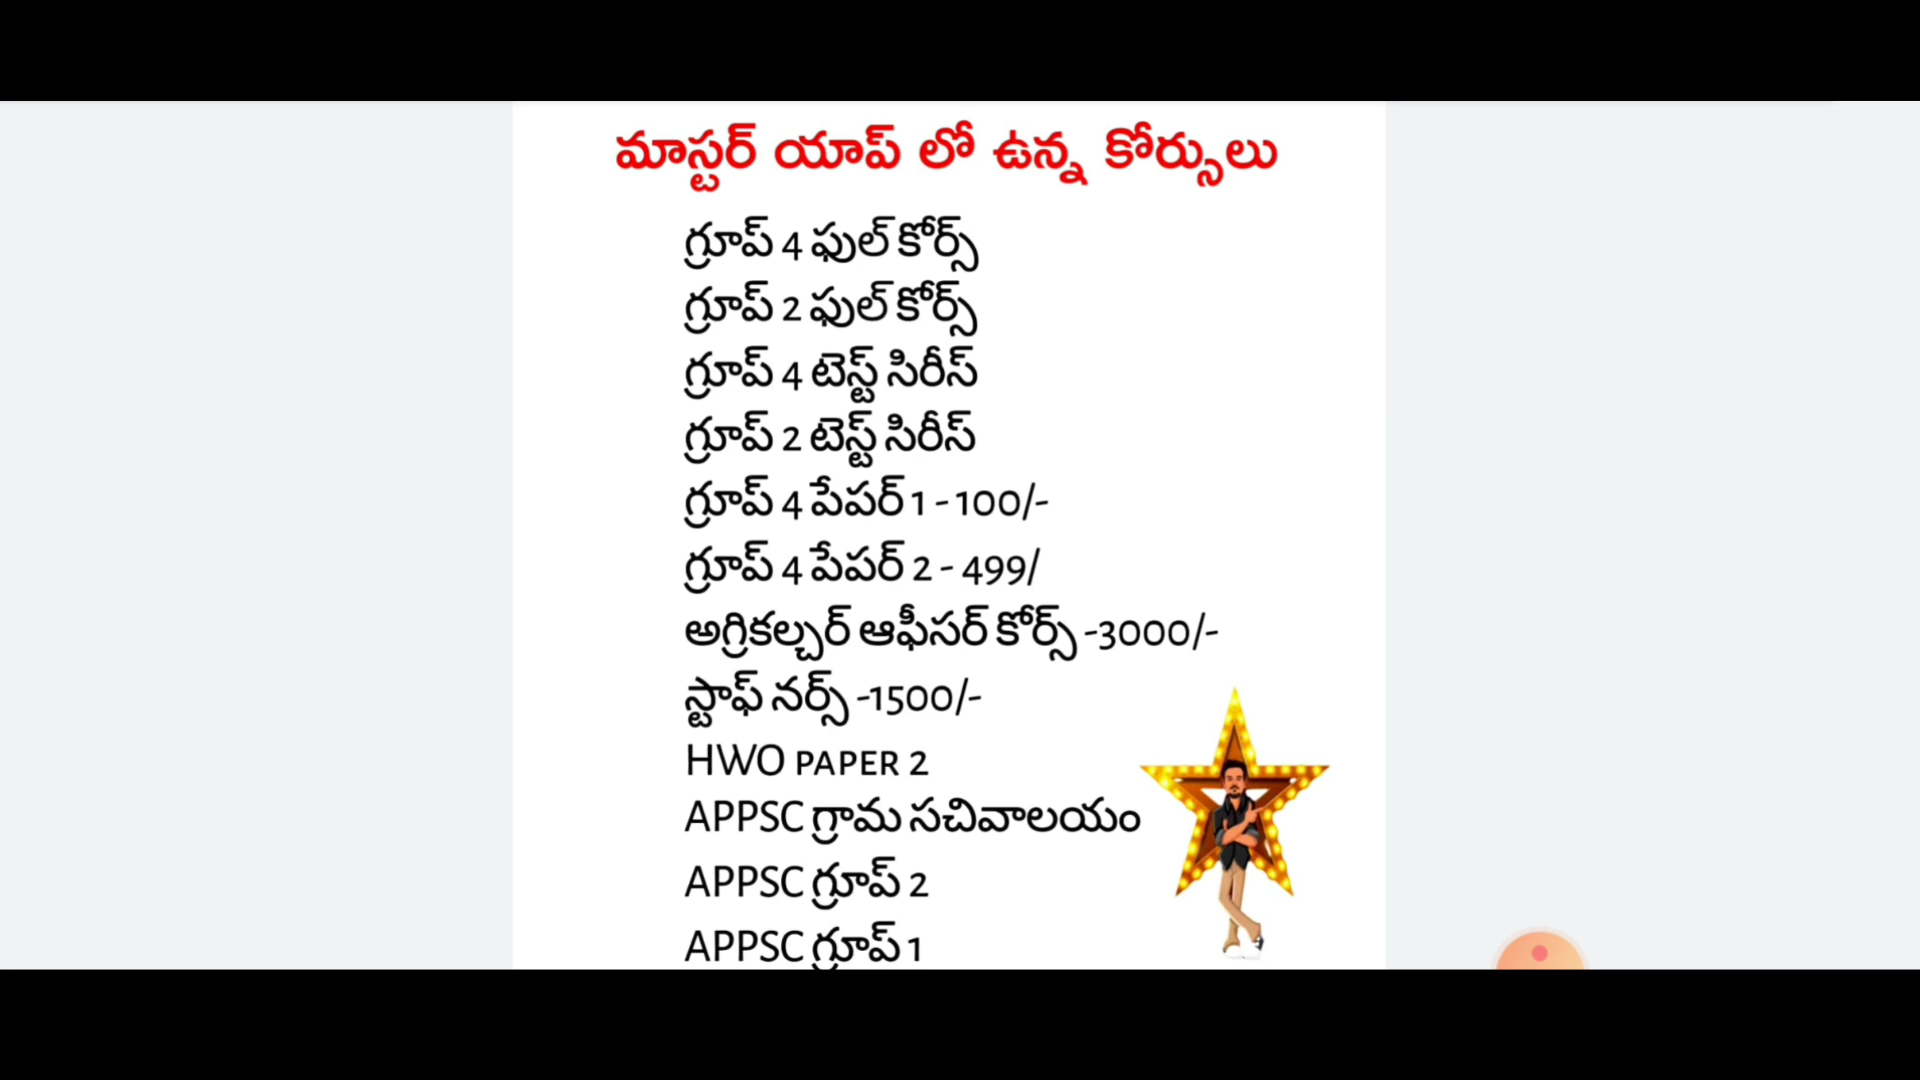 మాస్టర్ యాప్ లో ఉన్న కోర్సులు
గ్రూప్ 4 ఫుల్ కోర్స్
గ్రూప్ 2 ఫుల్ కోర్స్
గ్రూప్ 4 టెస్ట్ సిరీస్
గ్రూప్ 2 టెస్ట్ సిరీస్
గ్రూప్ 4 పేపర్ 1 - 100/-
గ్రూప్ 4 పేపర్ 2 - 499/
అగ్రికల్చర్ ఆఫీసర్ కోర్స్ -3000/-
స్టాఫ్ నర్స్ -1500/-
HWO PAPER 2
APPSC గ్రామ సచివాలయం
APPSC గ్రూప్ 2
APPSC గ్రూప్ 1